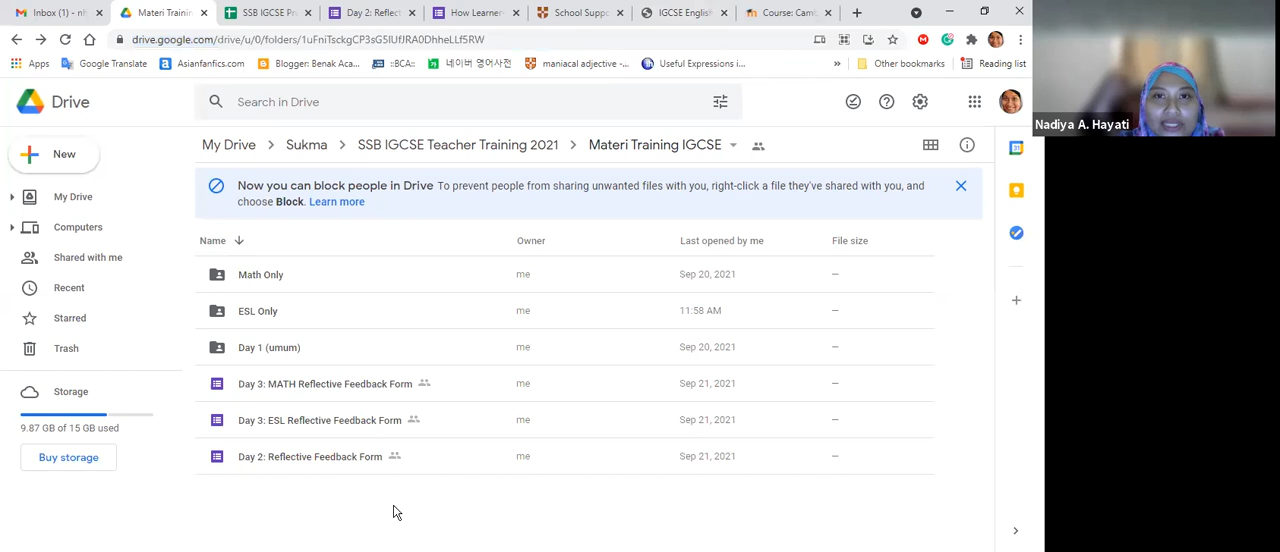 Inbox (1) - nh
Materi Trainin
SSB IGCSE Pre
Day 2: Reflect
How Learner
School Suppo
IGCSE English
Course: Camb
drive.google.com/drive/u/0/folders/1uFniTsckgCP3sG5IUfJRA0DhheLLf5RW
Apps
Google Translate
Asianfanfics.com
Bloggen: Benak Aca...
::BCA::
네이버 영어사전
maniacal adjective -...
Useful Expressions i...
Other bookmarks
Reading list
Drive
Search in Drive
Nadiya A. Hayati
New
My Drive
Sukma
SSB IGCSE Teacher Training 2021
Materi Training IGCSE
My Drive
Computers
Shared with me
Recent
Starred
Trash
Storage
9.87 GB of 15 GB used
Buy storage
Now you can block people in Drive To prevent people from sharing unwanted files with you, right-click a file they've shared with you, and
choose Block. Learn more
Name Owner Last opened by me File size
Math Only me Sep 20, 2021 –
ESL Only me 11:58 AM –
Day 1 (umum) me Sep 20, 2021 –
Day 3: MATH Reflective Feedback Form me Sep 21, 2021 –
Day 3: ESL Reflective Feedback Form me Sep 21, 2021 –
Day 2: Reflective Feedback Form me Sep 21, 2021 –